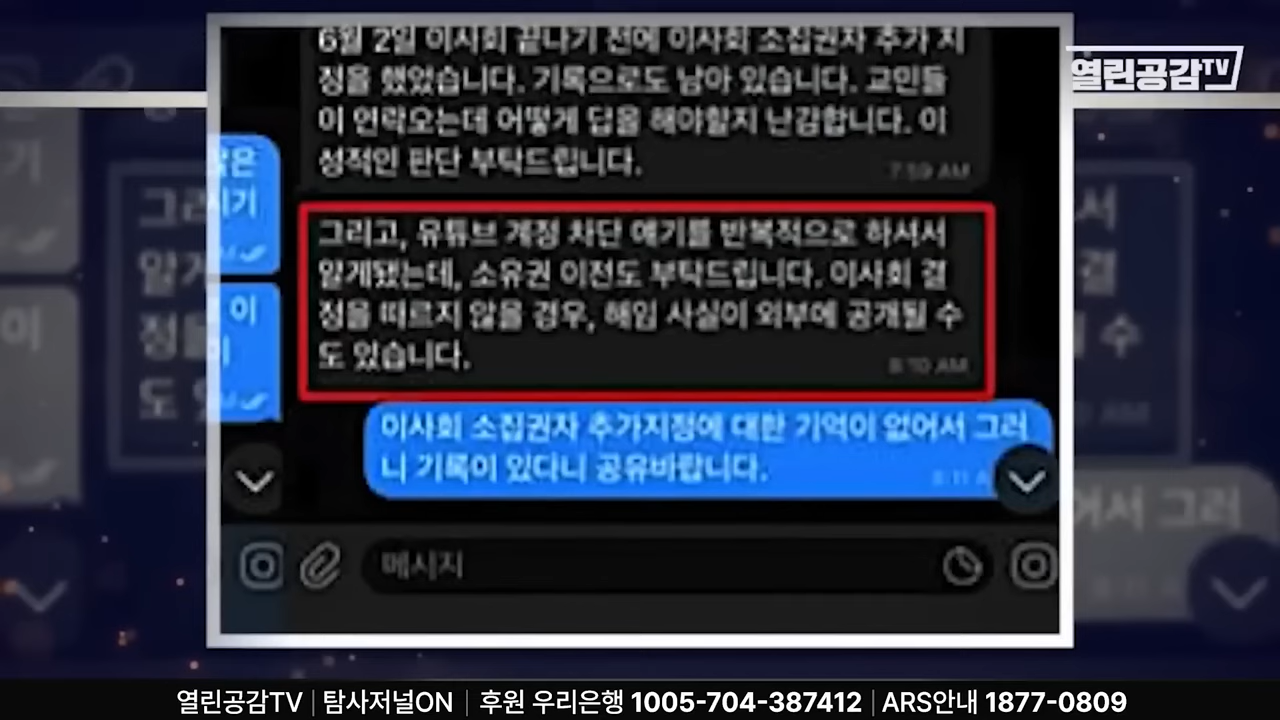 6월 2일 이사회 끝나기 전에 이사회 소집권자 추가 지
정을 했었습니다. 기록으로도 남아 있습니다. 교인들
이 연락오는데 어떻게 답을 해야할지 난감합니다. 이
성적인 판단 부탁드립니다.
7:59 AM
그리고, 유튜브 계정 차단 얘기를 반복적으로 하셔서
알게됐는데, 소유권 이전도 부탁드립니다. 이사회 결
정을 따르지 않을 경우, 해임 사실이 외부에 공개될 수
도 있습니다.
8:10 AM
이사회 소집권자 추가지정에 대한 기억이 없어서 그러
니 기록이 있다니 공유바랍니다.
8:11 A
메시지
열린공감TV
열린공감TV | 탐사저널ON | 후원 우리은행 1005-704-387412 | ARS안내 1877-0809